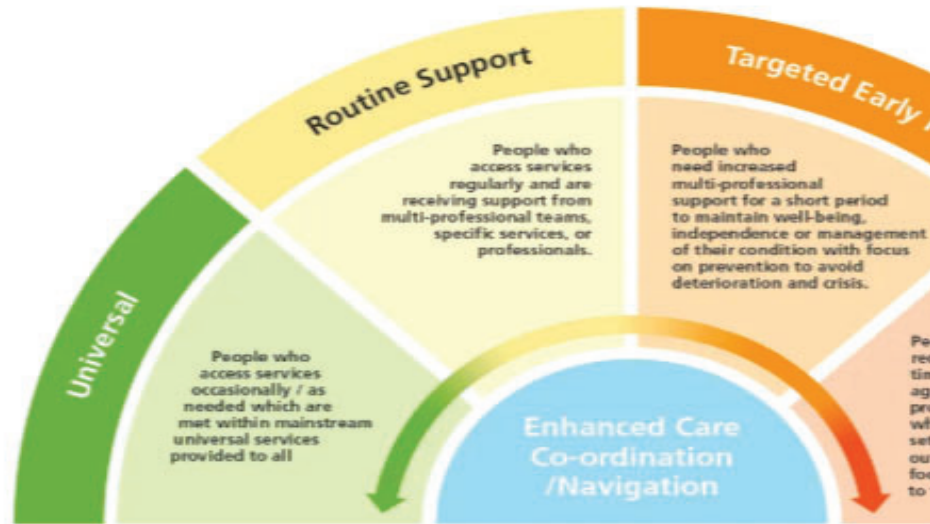 Routine Support
Targeted Early
Universal
People who
access services
regularly and are
receiving support from
multi-professional teams,
specific services, or
professionals.
People who
need increased
multi-professional
support for a short period
to maintain well-being,
independence or management
of their condition with focus
on prevention to avoid
deterioration and crisis.
People who
access services
occasionally / as
needed which are
met within mainstream
universal services
provided to all
Enhanced Care
Co-ordination
/Navigation
to